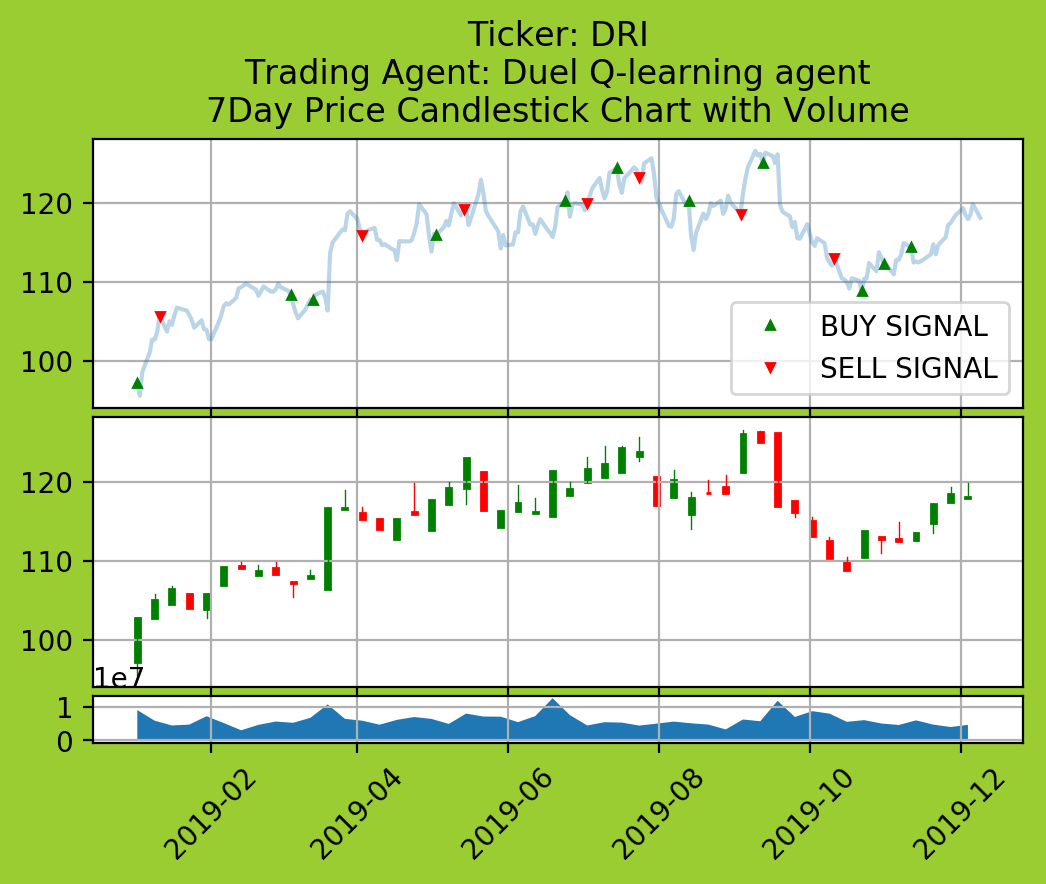 Ticker: DRI
Trading Agent: Duel Q-learning agent
7Day Price Candlestick Chart with Volume
120
110
100
BUY SIGNAL
SELL SIGNAL
120
110
100
1e7
1
0
2019-02
2019-04
2019-06
2019-08
2019-10
2019-12